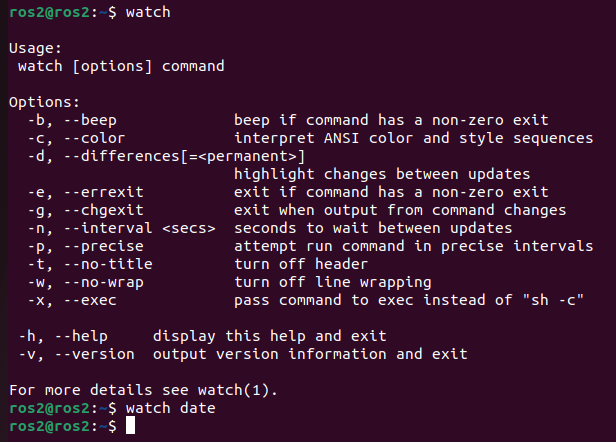 ros2@ros2:~$ watch

Usage:
 watch [options] command

Options:
  -b, --beep             beep if command has a non-zero exit
  -c, --color            interpret ANSI color and style sequences
  -d, --differences[=<permanent>]
                         highlight changes between updates
  -e, --errexit          exit if command has a non-zero exit
  -g, --chgexit          exit when output from command changes
  -n, --interval <secs>  seconds to wait between updates
  -p, --precise          attempt run command in precise intervals
  -t, --no-title         turn off header
  -w, --no-wrap          turn off line wrapping
  -x, --exec             pass command to exec instead of "sh -c"

 -h, --help     display this help and exit
 -v, --version  output version information and exit

For more details see watch(1).
ros2@ros2:~$ watch date
ros2@ros2:~$